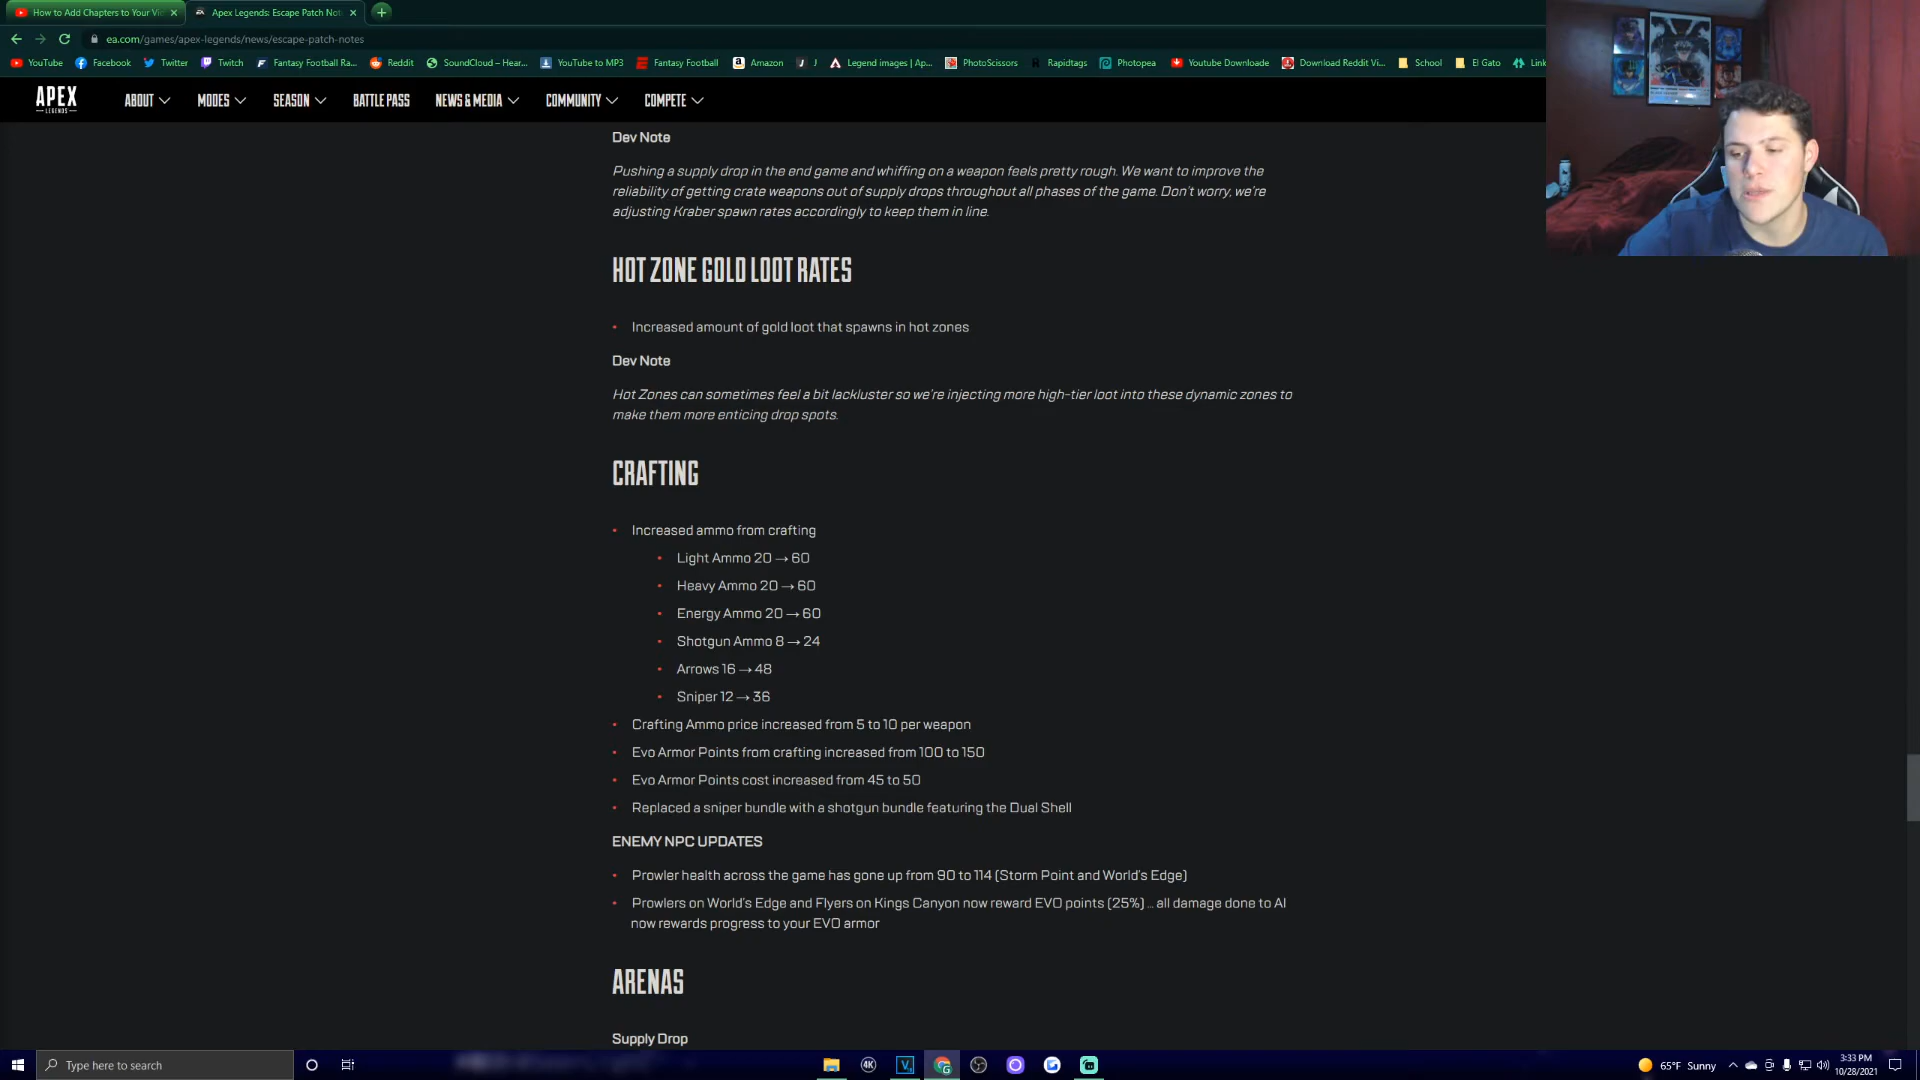 How to Add Chapters to Your Vi
Apex Legends: Escape Patch Not
ea.com/games/apex-legends/news/escape-patch-notes
YouTube Facebook Twitter Twitch Fantasy Football Ra... Reddit SoundCloud – Hear... YouTube to MP3 Fantasy Football Amazon J Legend images | Ap... PhotoScissors Rapidtags Photopea Youtube Downloade Download Reddit Vi... School El Gato Link
APEX
LEGENDS
ABOUT MODES SEASON BATTLE PASS NEWS & MEDIA COMMUNITY COMPETE
Dev Note
Pushing a supply drop in the end game and whiffing on a weapon feels pretty rough. We want to improve the
reliability of getting crate weapons out of supply drops throughout all phases of the game. Don't worry, we're
adjusting Kraber spawn rates accordingly to keep them in line.
HOT ZONE GOLD LOOT RATES
• Increased amount of gold loot that spawns in hot zones
Dev Note
Hot Zones can sometimes feel a bit lackluster so we're injecting more high-tier loot into these dynamic zones to
make them more enticing drop spots.
CRAFTING
• Increased ammo from crafting
• Light Ammo 20 → 60
• Heavy Ammo 20 → 60
• Energy Ammo 20 → 60
• Shotgun Ammo 8 → 24
• Arrows 16 → 48
• Sniper 12 → 36
• Crafting Ammo price increased from 5 to 10 per weapon
• Evo Armor Points from crafting increased from 100 to 150
• Evo Armor Points cost increased from 45 to 50
• Replaced a sniper bundle with a shotgun bundle featuring the Dual Shell
ENEMY NPC UPDATES
• Prowler health across the game has gone up from 90 to 114 (Storm Point and World's Edge)
• Prowlers on World's Edge and Flyers on Kings Canyon now reward EVO points (25%) ... all damage done to AI
now rewards progress to your EVO armor
ARENAS
Supply Drop
Type here to search
4K
65°F Sunny
3:33 PM
10/28/2021